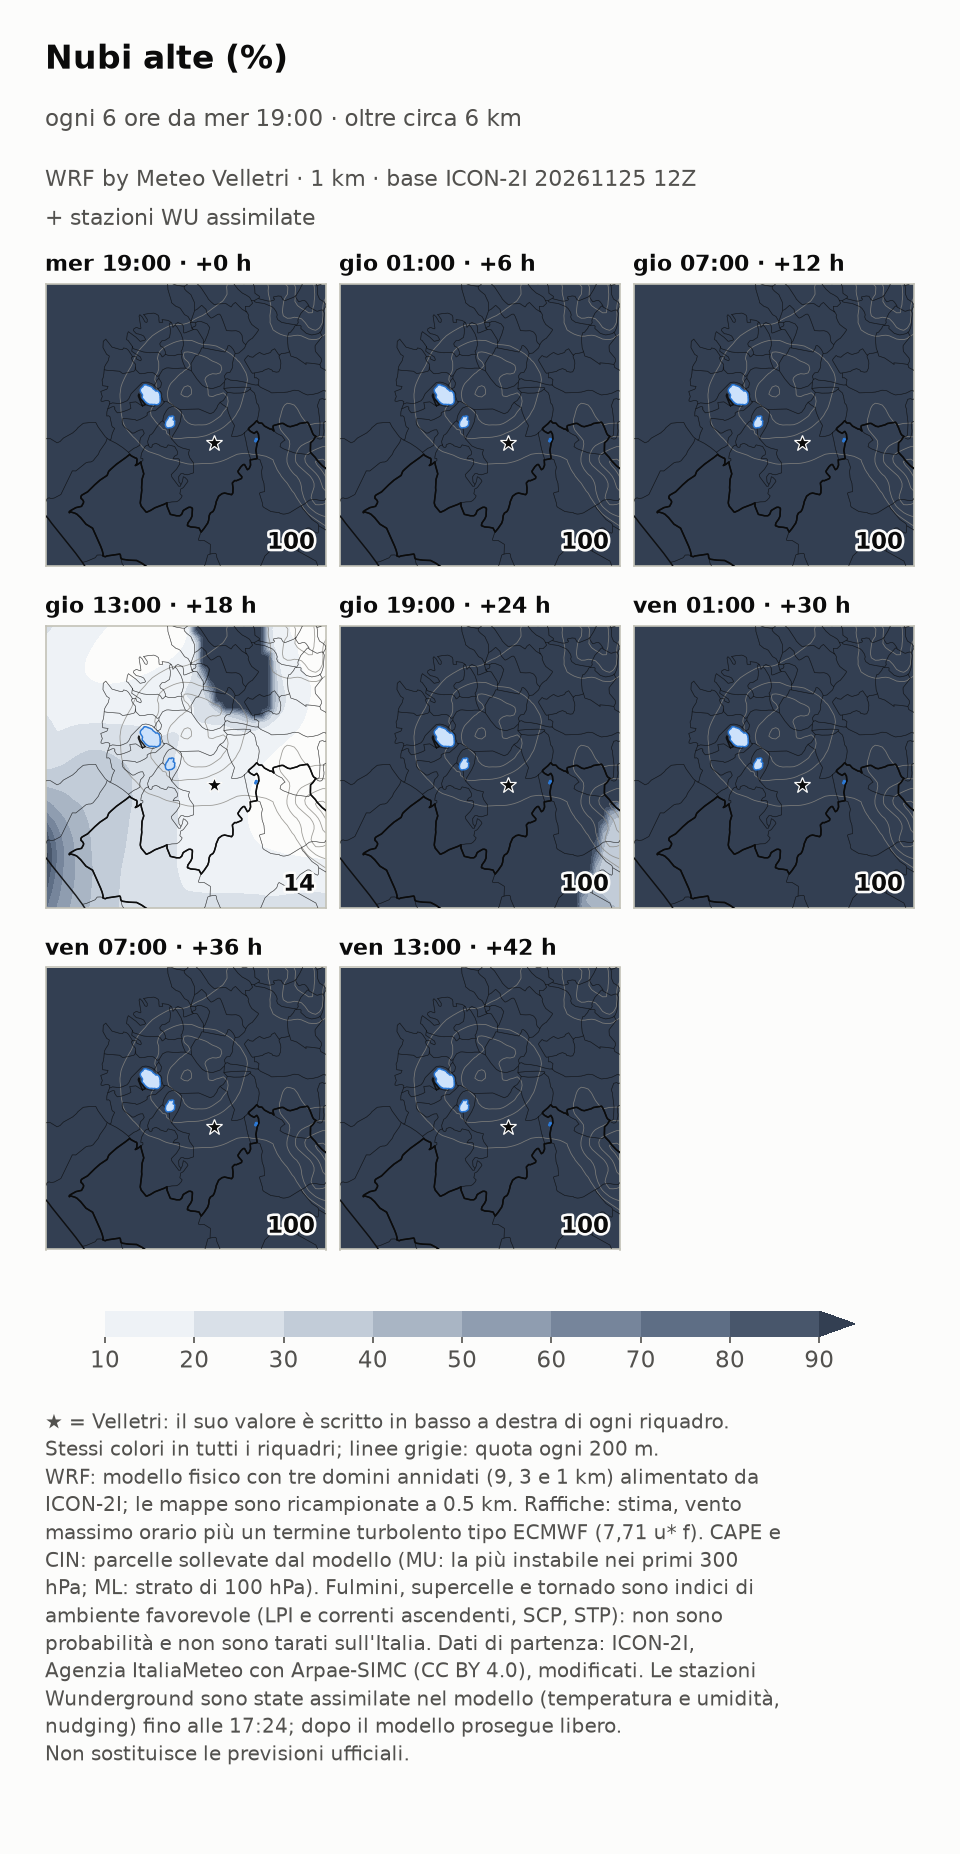 Nubi alte (%)
ogni 6 ore da mer 19:00 · oltre circa 6 km
WRF by Meteo Velletri · 1 km · base ICON-2I 20261125 12Z
+ stazioni WU assimilate
mer 19:00 · +0 h
gio 01:00 · +6 h
gio 07:00 · +12 h
100
100
100
gio 13:00 · +18 h
gio 19:00 · +24 h
ven 01:00 · +30 h
14
100
100
ven 07:00 · +36 h
ven 13:00 · +42 h
100
100
10 20 30 40 50 60 70 80 90
★ = Velletri: il suo valore è scritto in basso a destra di ogni riquadro.
Stessi colori in tutti i riquadri; linee grigie: quota ogni 200 m.
WRF: modello fisico con tre domini annidati (9, 3 e 1 km) alimentato da
ICON-2I; le mappe sono ricampionate a 0.5 km. Raffiche: stima, vento
massimo orario più un termine turbolento tipo ECMWF (7,71 u* f). CAPE e
CIN: parcelle sollevate dal modello (MU: la più instabile nei primi 300
hPa; ML: strato di 100 hPa). Fulmini, supercelle e tornado sono indici di
ambiente favorevole (LPI e correnti ascendenti, SCP, STP): non sono
probabilità e non sono tarati sull'Italia. Dati di partenza: ICON-2I,
Agenzia ItaliaMeteo con Arpae-SIMC (CC BY 4.0), modificati. Le stazioni
Wunderground sono state assimilate nel modello (temperatura e umidità,
nudging) fino alle 17:24; dopo il modello prosegue libero.
Non sostituisce le previsioni ufficiali.